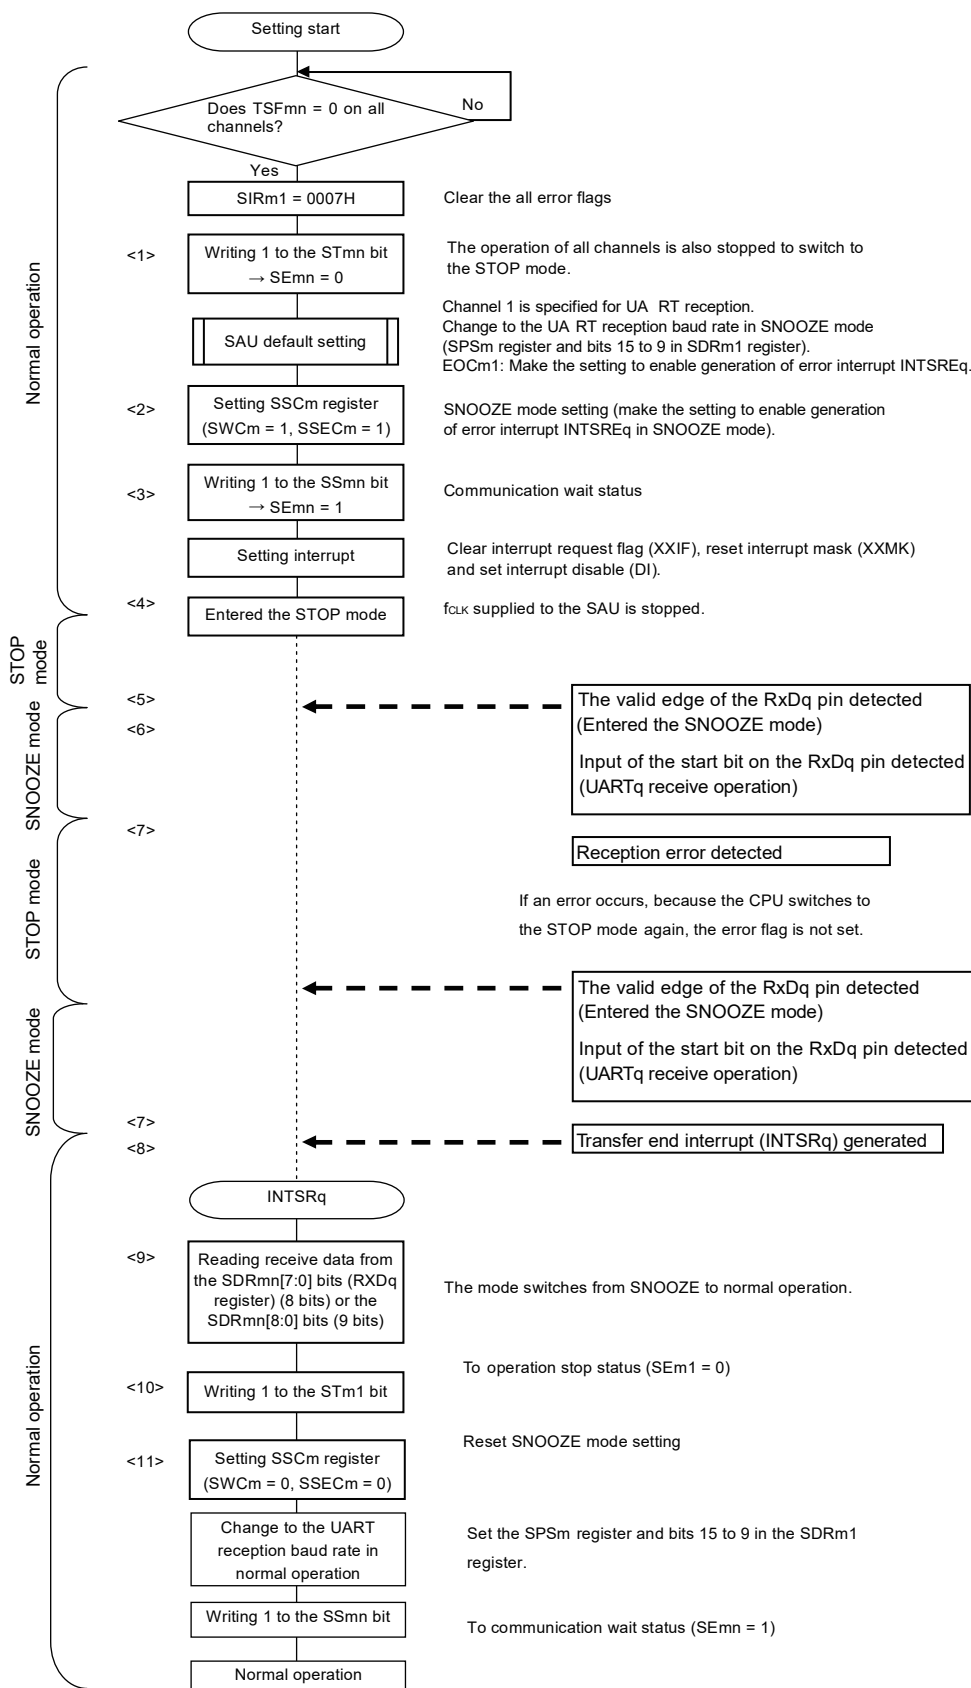 Setting start
Does TSFmn = 0 on all
channels?
No
Yes
SIRm1 = 0007H
Clear the all error flags
<1>
Writing 1 to the STmn bit
→ SEmn = 0
The operation of all channels is also stopped to switch to
the STOP mode.
SAU default setting
Channel 1 is specified for UA RT reception.
Change to the UA RT reception baud rate in SNOOZE mode
(SPSm register and bits 15 to 9 in SDRm1 register).
EOCm1: Make the setting to enable generation of error interrupt INTSREq.
<2>
Setting SSCm register
(SWCm = 1, SSECm = 1)
SNOOZE mode setting (make the setting to enable generation
of error interrupt INTSREq in SNOOZE mode).
<3>
Writing 1 to the SSmn bit
→ SEmn = 1
Communication wait status
Setting interrupt
Clear interrupt request flag (XXIF), reset interrupt mask (XXMK)
and set interrupt disable (DI).
<4>
Entered the STOP mode
fCLK supplied to the SAU is stopped.
Normal operation
STOP
mode
<5>
<6>
The valid edge of the RxDq pin detected
(Entered the SNOOZE mode)
Input of the start bit on the RxDq pin detected
(UARTq receive operation)
SNOOZE mode
<7>
Reception error detected
If an error occurs, because the CPU switches to
the STOP mode again, the error flag is not set.
STOP mode
The valid edge of the RxDq pin detected
(Entered the SNOOZE mode)
Input of the start bit on the RxDq pin detected
(UARTq receive operation)
SNOOZE mode
<7>
<8>
Transfer end interrupt (INTSRq) generated
INTSRq
<9>
Reading receive data from
the SDRmn[7:0] bits (RXDq
register) (8 bits) or the
SDRmn[8:0] bits (9 bits)
The mode switches from SNOOZE to normal operation.
<10>
Writing 1 to the STm1 bit
To operation stop status (SEm1 = 0)
<11>
Setting SSCm register
(SWCm = 0, SSECm = 0)
Reset SNOOZE mode setting
Change to the UART
reception baud rate in
normal operation
Set the SPSm register and bits 15 to 9 in the SDRm1
register.
Writing 1 to the SSmn bit
To communication wait status (SEmn = 1)
Normal operation
Normal operation